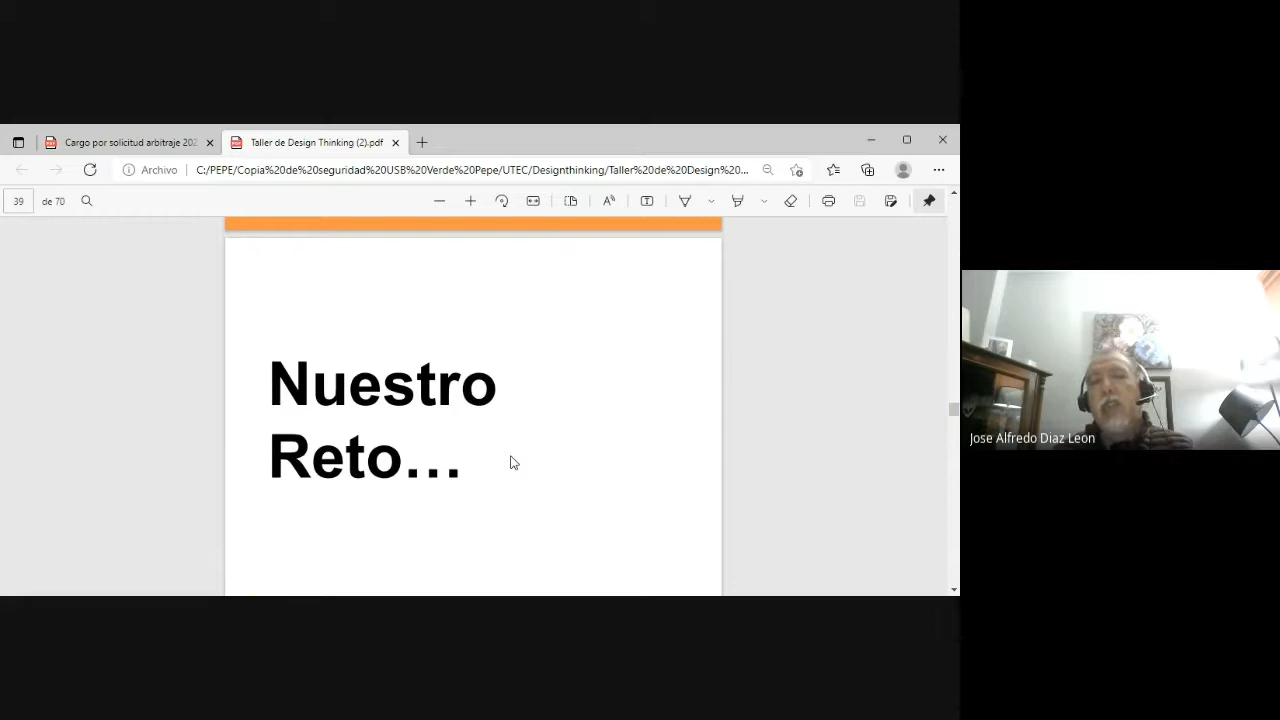 Cargo por solicitud arbitraje 202
Taller de Design Thinking (2).pdf
Archivo
C:/PEPE/Copia%20de%20seguridad%20USB%20Verde%20Pepe/UTEC/Designthinking/Taller%20de%20Design%20...
39 de 70
Nuestro
Reto...
Jose Alfredo Diaz Leon